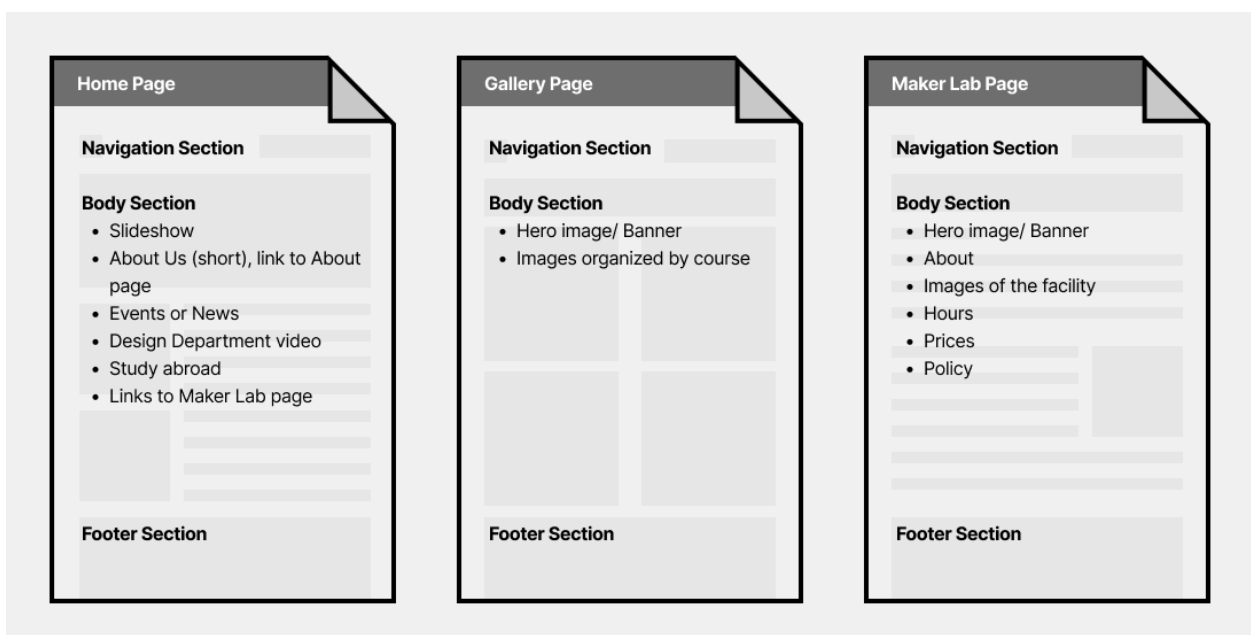 Home Page
Navigation Section
Body Section
• Slideshow
• About Us (short), link to About
page
• Events or News
• Design Department video
• Study abroad
• Links to Maker Lab page
Footer Section
Gallery Page
Navigation Section
Body Section
• Hero image/ Banner
• Images organized by course
Footer Section
Maker Lab Page
Navigation Section
Body Section
• Hero image/ Banner
• About
• Images of the facility
• Hours
• Prices
• Policy
Footer Section